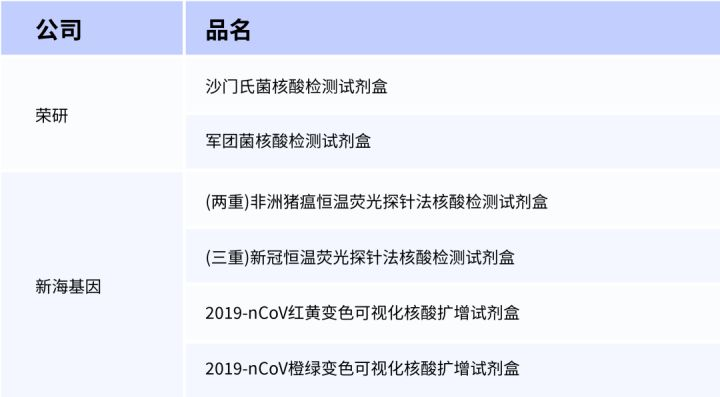 公司 品名
荣研
沙门氏菌核酸检测试剂盒
军团菌核酸检测试剂盒
新海基因
(两重)非洲猪瘟恒温荧光探针法核酸检测试剂盒
(三重)新冠恒温荧光探针法核酸检测试剂盒
2019-nCoV红黄变色可视化核酸扩增试剂盒
2019-nCoV橙绿变色可视化核酸扩增试剂盒